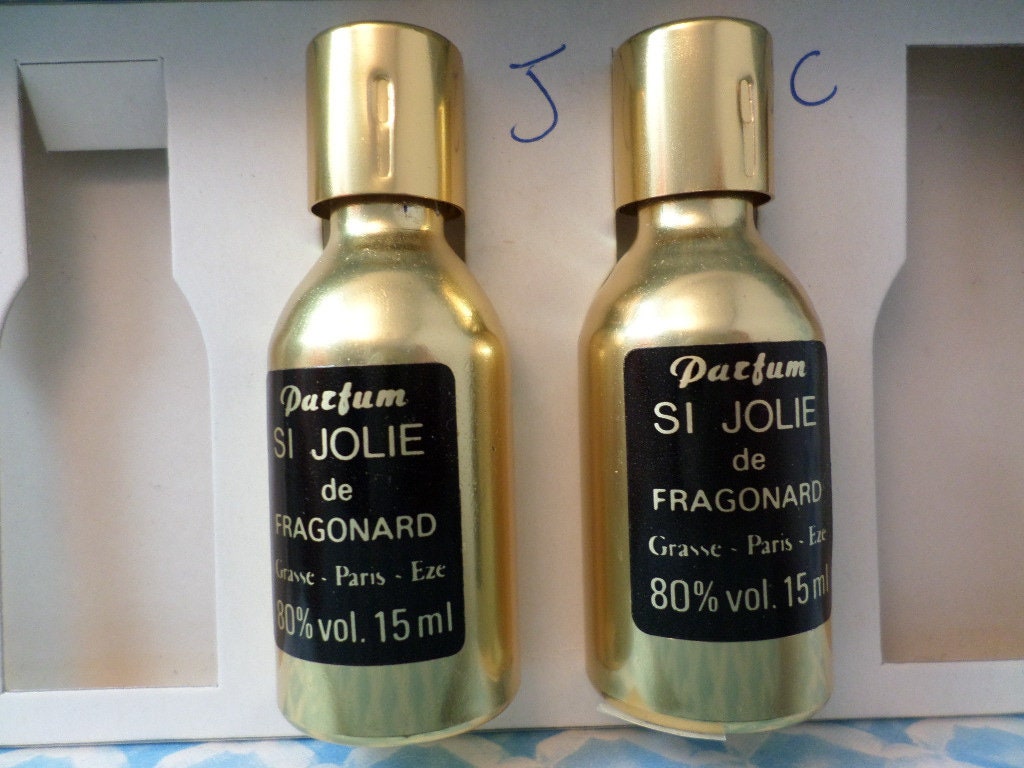 J
C
Parfum
SI JOLIE
de
FRAGONARD
Grasse - Paris - Eze
80% vol. 15 ml
Parfum
SI JOLIE
de
FRAGONARD
Grasse - Paris - Eze
80% vol. 15 ml